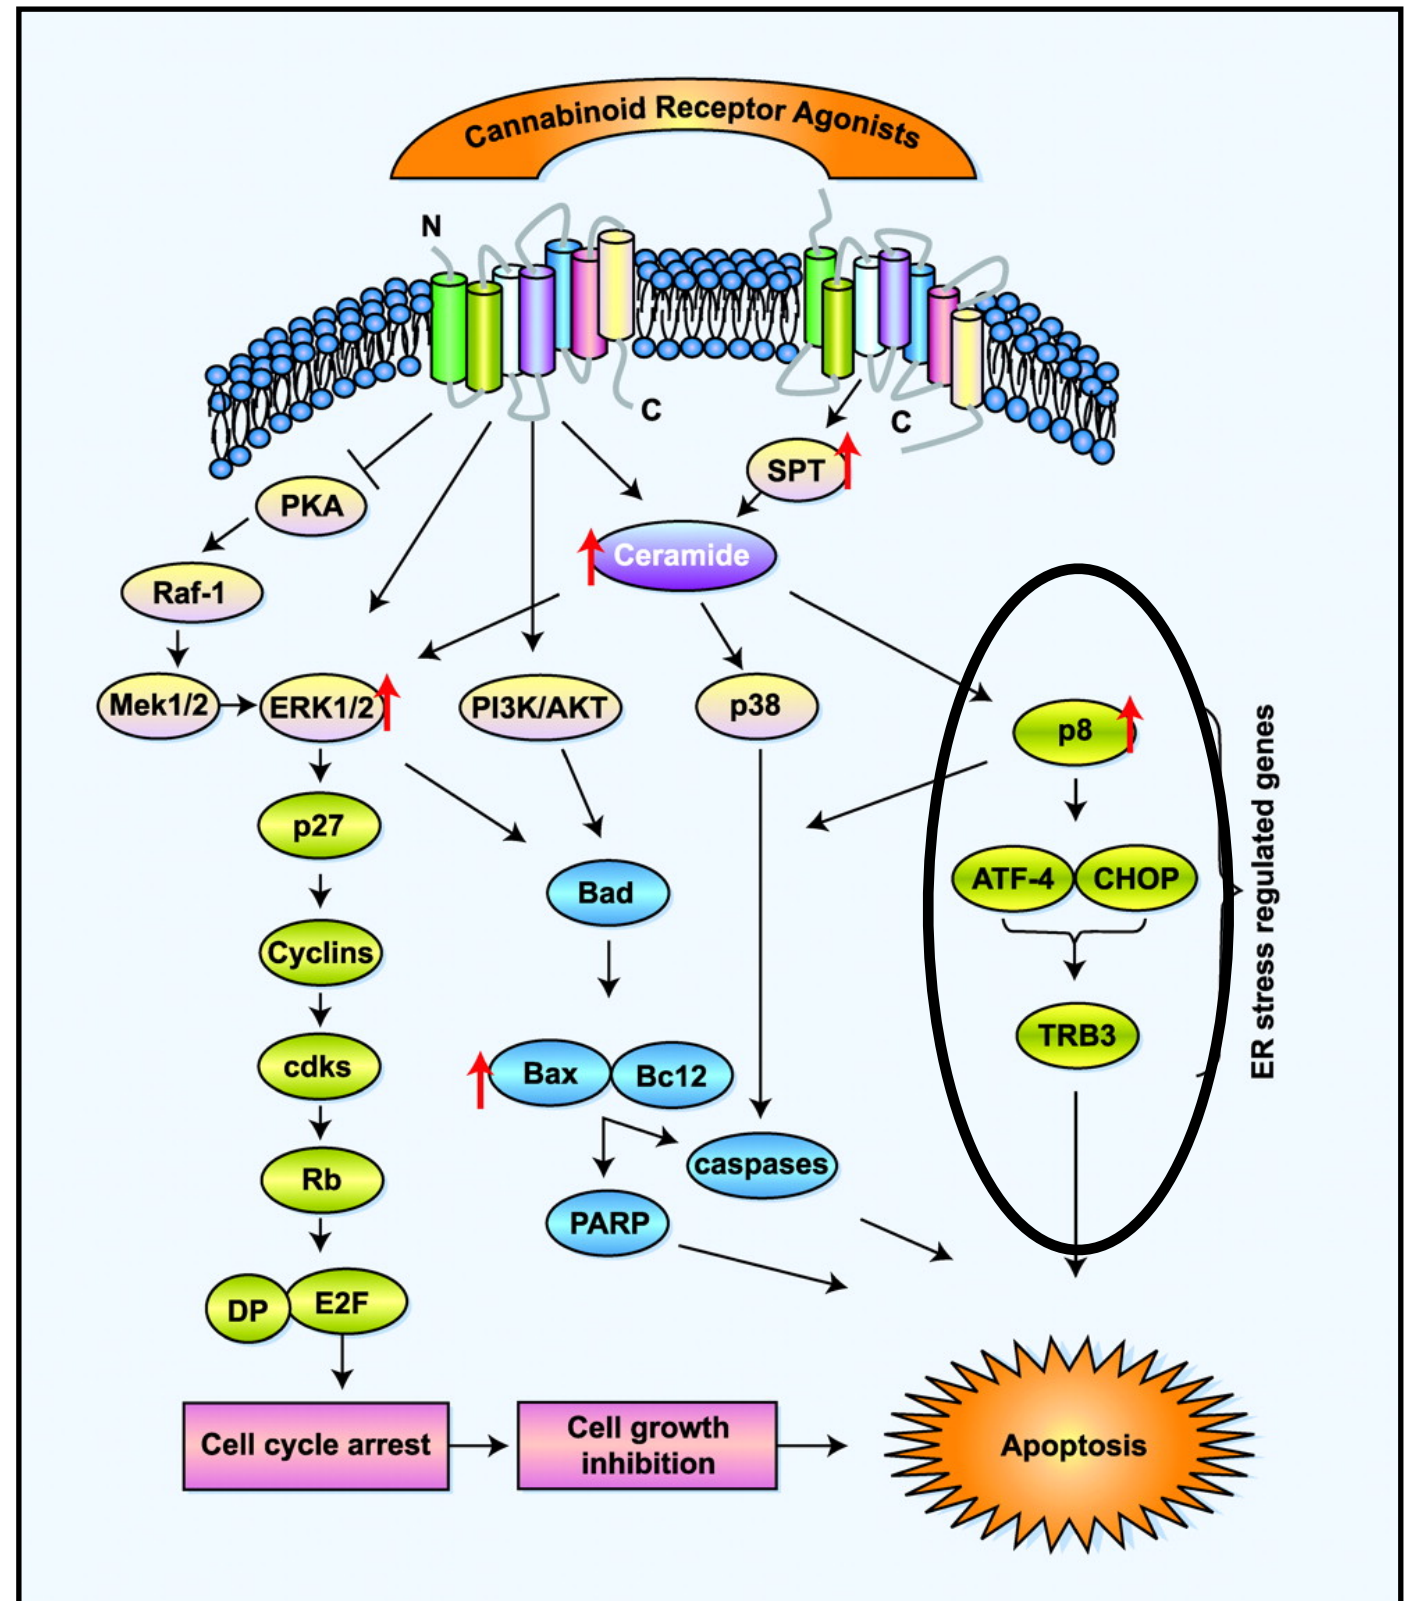 Cannabinoid Receptor Agonists
N
C
C
SPT
PKA
Ceramide
Raf-1
Mek1/2
ERK1/2
PI3K/AKT
p38
p8
p27
Bad
ATF-4
CHOP
ER stress regulated genes
Cyclins
TRB3
cdks
Bax
Bc12
caspases
Rb
PARP
DP
E2F
Cell cycle arrest
Cell growth
inhibition
Apoptosis